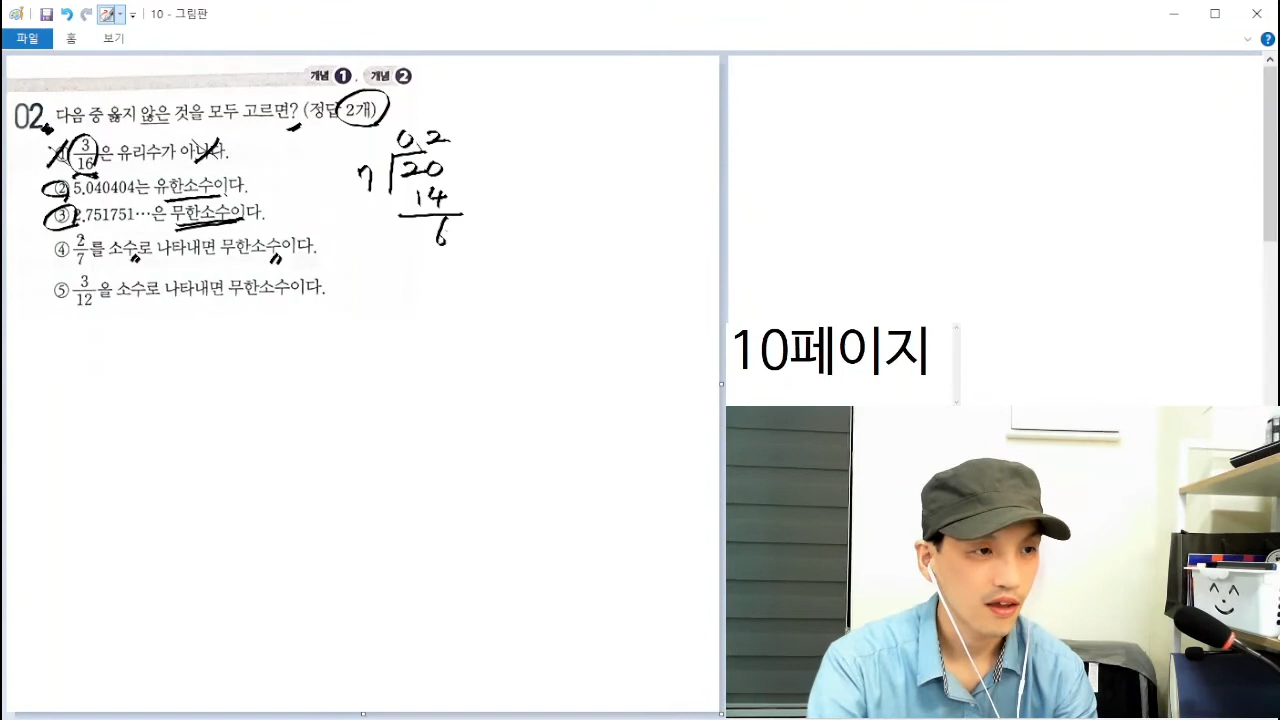 10 - 그림판
파일 홈 보기
개념 1 , 개념 2
02 다음 중 옳지 않은 것을 모두 고르면? (정답 2개)
① 3/16은 유리수가 아니다.
② 5.040404는 유한소수이다.
③ 2.751751…은 무한소수이다.
④ 2/7를 소수로 나타내면 무한소수이다.
⑤ 3/12을 소수로 나타내면 무한소수이다.
0.2
7 20
14
6
10페이지